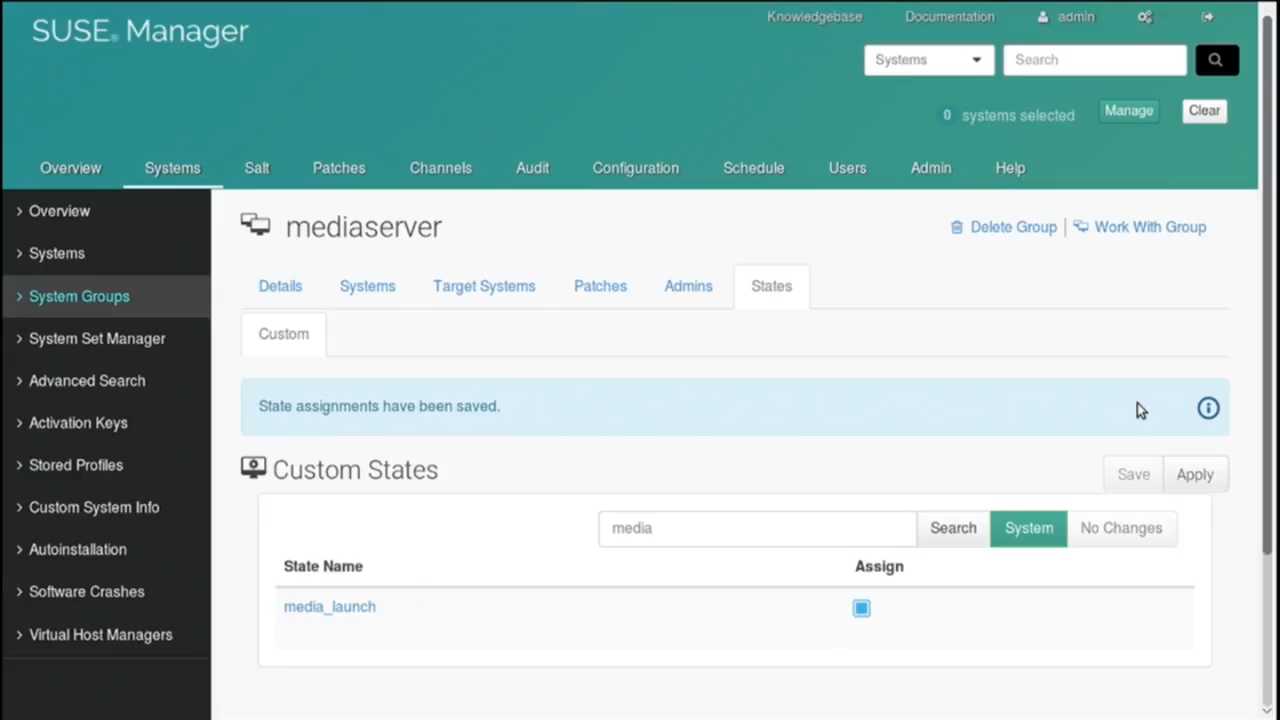 SUSE® Manager
Knowledgebase Documentation admin
Systems Search
0 systems selected Manage Clear
Overview Systems Salt Patches Channels Audit Configuration Schedule Users Admin Help
Overview
Systems
System Groups
System Set Manager
Advanced Search
Activation Keys
Stored Profiles
Custom System Info
Autoinstallation
Software Crashes
Virtual Host Managers
mediaserver
Delete Group | Work With Group
Details Systems Target Systems Patches Admins States
Custom
State assignments have been saved.
Custom States
Save Apply
media Search System No Changes
State Name Assign
media_launch